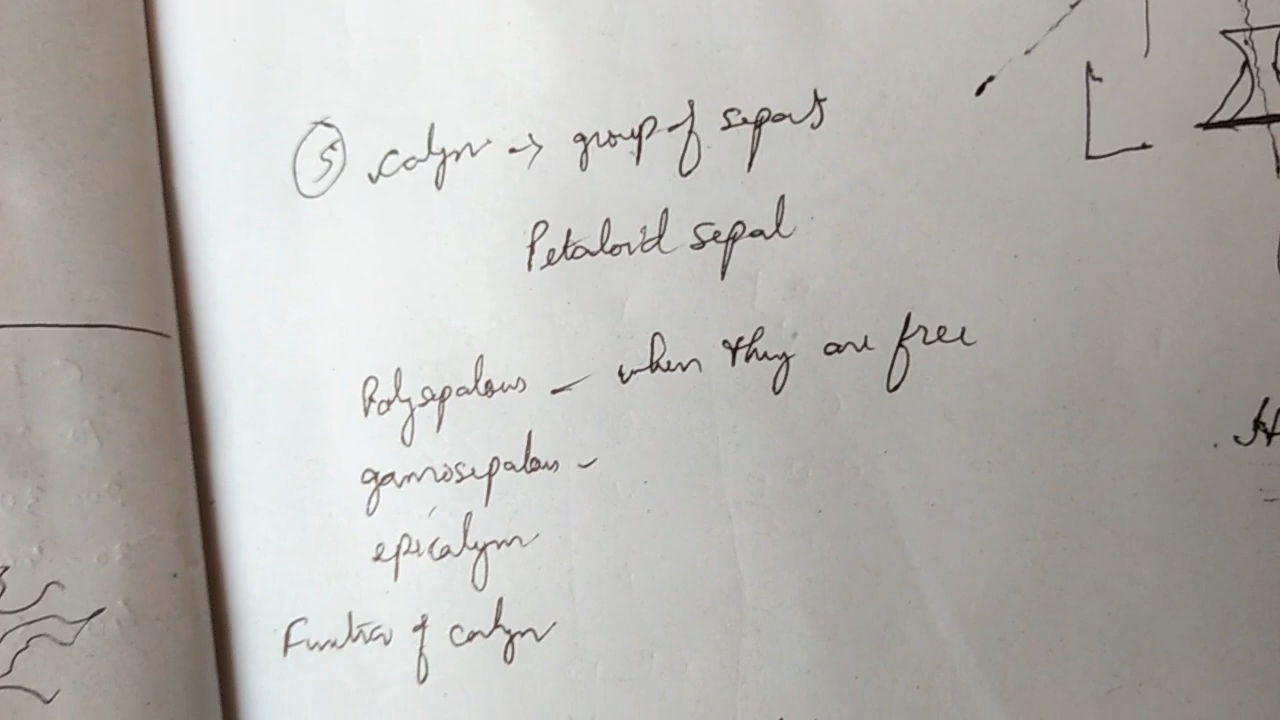 5 calyx → group of sepals
Petaloid sepal
Polysepalous - when they are free
gamosepalous -
epicalyx
Function of calyx